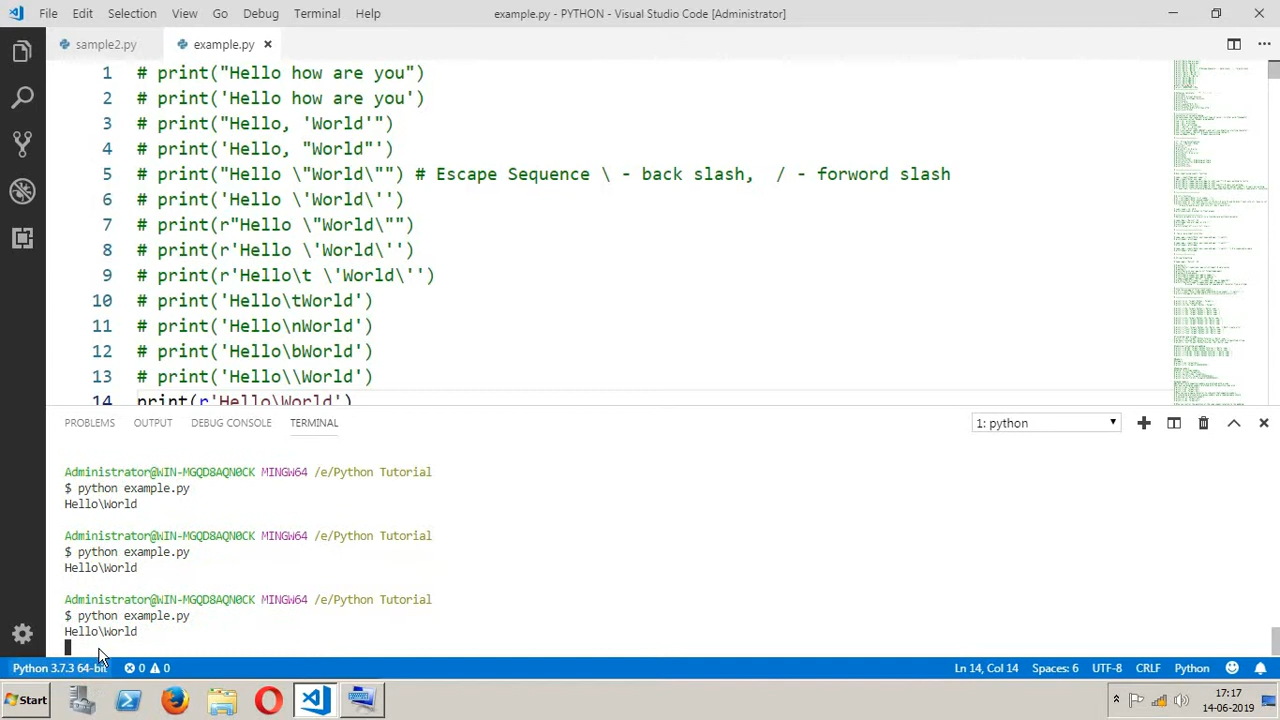 File Edit Selection View Go Debug Terminal Help example.py - PYTHON - Visual Studio Code [Administrator]
sample2.py example.py
1 # print("Hello how are you")
2 # print('Hello how are you')
3 # print("Hello, 'World'")
4 # print('Hello, "World"')
5 # print("Hello \"World\"") # Escape Sequence \ - back slash, / - forword slash
6 # print('Hello \'World\'')
7 # print(r"Hello \"World\"")
8 # print(r'Hello \'World\'')
9 # print(r'Hello\t \'World\'')
10 # print('Hello\tWorld')
11 # print('Hello\nWorld')
12 # print('Hello\bWorld')
13 # print('Hello\\World')
14 print(r'Hello\World')
PROBLEMS OUTPUT DEBUG CONSOLE TERMINAL 1: python
Administrator@WIN-MGQD8AQN0CK MINGW64 /e/Python Tutorial
$ python example.py
Hello\World
Administrator@WIN-MGQD8AQN0CK MINGW64 /e/Python Tutorial
$ python example.py
Hello\World
Administrator@WIN-MGQD8AQN0CK MINGW64 /e/Python Tutorial
$ python example.py
Hello\World
Python 3.7.3 64-bit 0 0 Ln 14, Col 14 Spaces: 6 UTF-8 CRLF Python
Start 17:17
14-06-2019